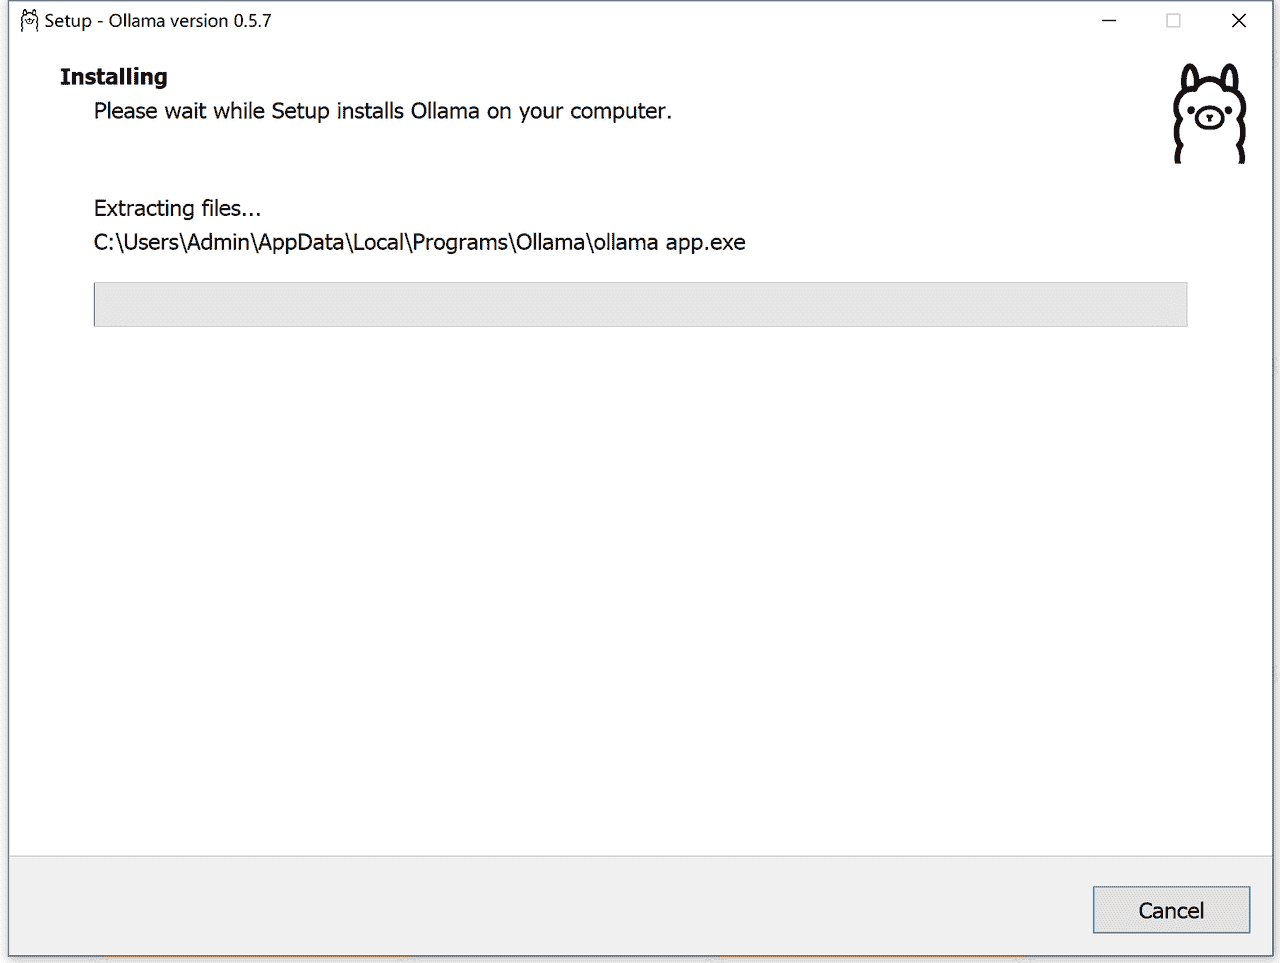 Setup - Ollama version 0.5.7
Installing
Please wait while Setup installs Ollama on your computer.
Extracting files...
C:\Users\Admin\AppData\Local\Programs\Ollama\ollama app.exe
Cancel